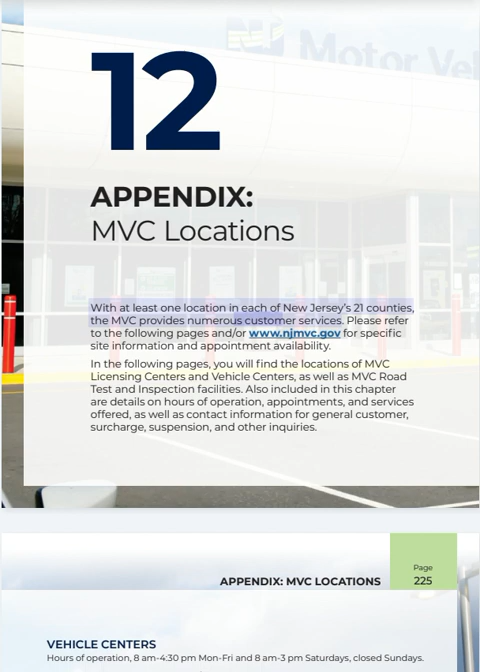 NJ Motor Veh
12
APPENDIX:
MVC Locations
With at least one location in each of New Jersey's 21 counties,
the MVC provides numerous customer services. Please refer
to the following pages and/or www.njmvc.gov for specific
site information and appointment availability.
In the following pages, you will find the locations of MVC
Licensing Centers and Vehicle Centers, as well as MVC Road
Test and Inspection facilities. Also included in this chapter
are details on hours of operation, appointments, and services
offered, as well as contact information for general customer,
surcharge, suspension, and other inquiries.
Page
APPENDIX: MVC LOCATIONS 225
VEHICLE CENTERS
Hours of operation, 8 am-4:30 pm Mon-Fri and 8 am-3 pm Saturdays, closed Sundays.